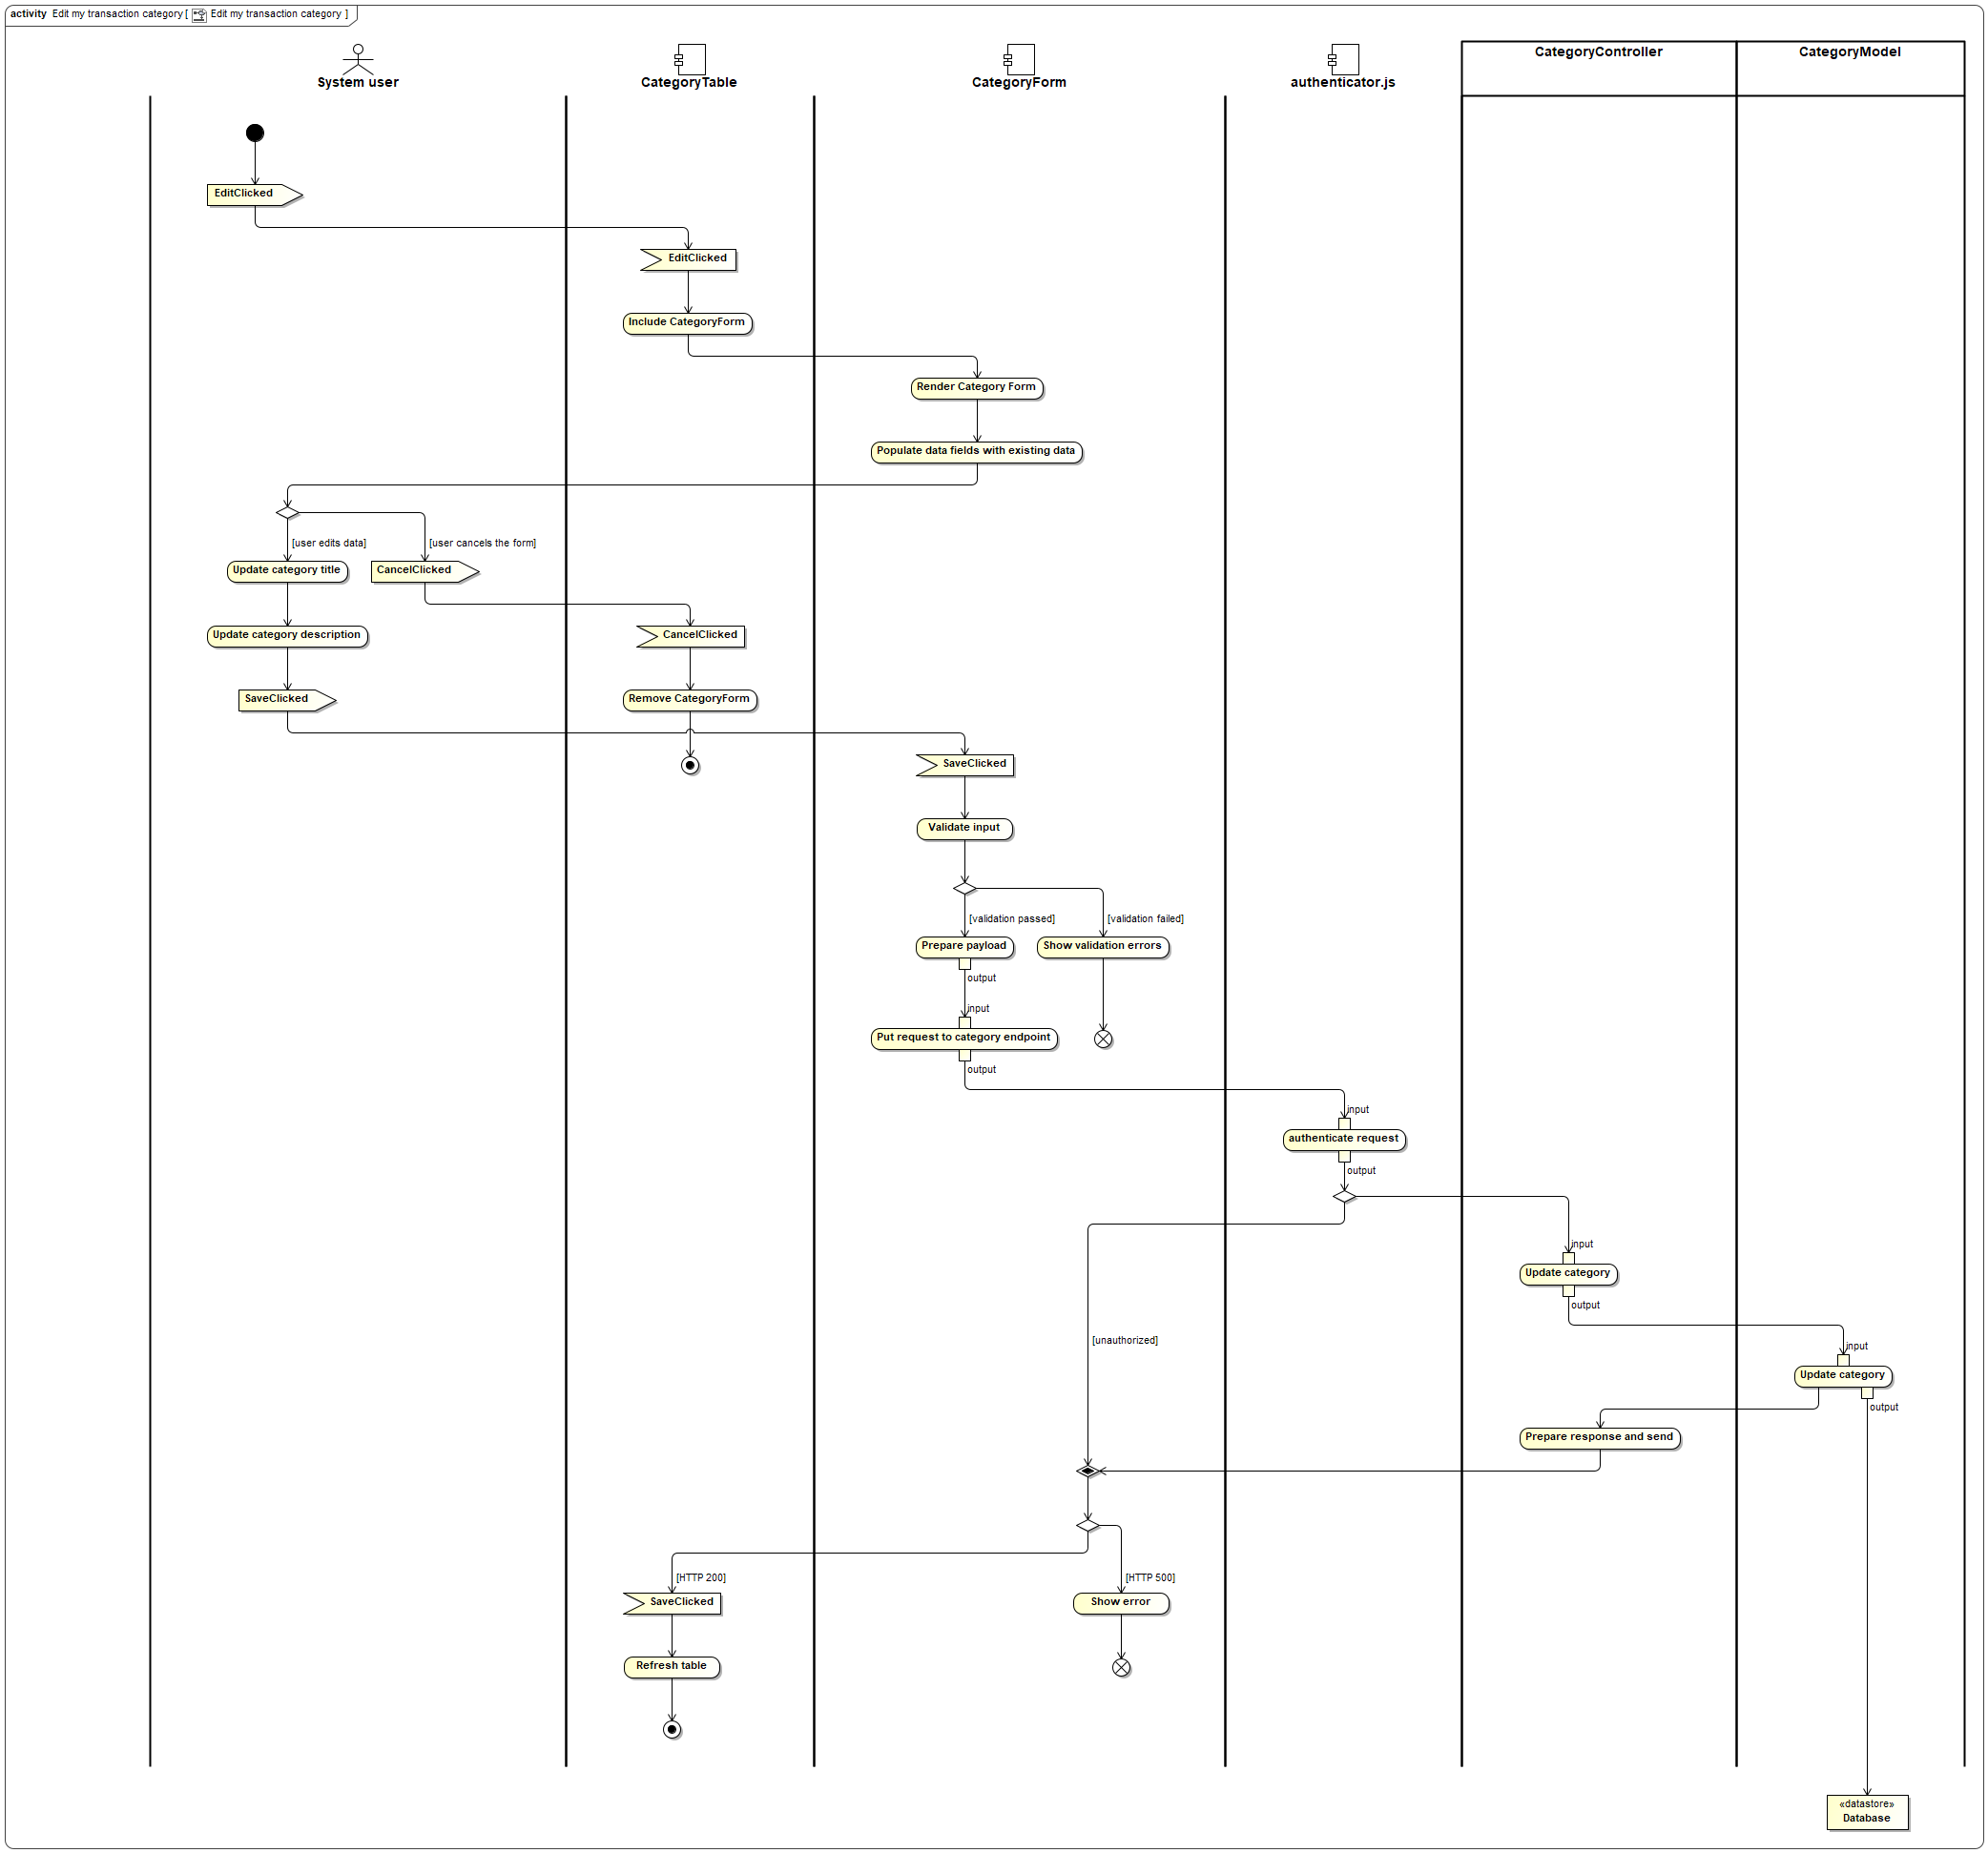 activity Edit my transaction category [ Edit my transaction category ]
System user
CategoryTable
CategoryForm
authenticator.js
CategoryController
CategoryModel
EditClicked
EditClicked
Include CategoryForm
Render Category Form
Populate data fields with existing data
[user edits data]
[user cancels the form]
Update category title
CancelClicked
Update category description
CancelClicked
SaveClicked
Remove CategoryForm
SaveClicked
Validate input
[validation passed]
[validation failed]
Prepare payload
Show validation errors
output
input
Put request to category endpoint
output
input
authenticate request
output
input
Update category
output
[unauthorized]
input
Update category
output
Prepare response and send
[HTTP 200]
[HTTP 500]
SaveClicked
Show error
Refresh table
«datastore»
Database